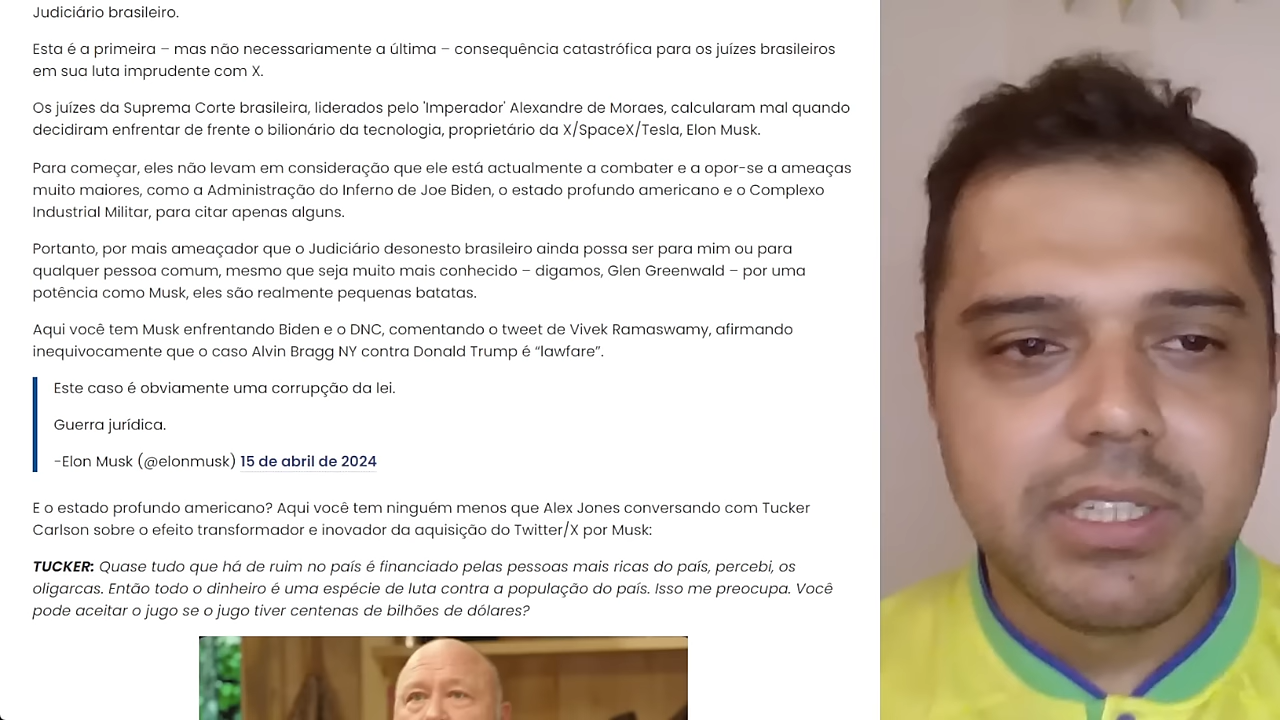 Judiciário brasileiro.
Esta é a primeira – mas não necessariamente a última – consequência catastrófica para os juízes brasileiros
em sua luta imprudente com X.
Os juízes da Suprema Corte brasileira, liderados pelo 'Imperador' Alexandre de Moraes, calcularam mal quando
decidiram enfrentar de frente o bilionário da tecnologia, proprietário da X/SpaceX/Tesla, Elon Musk.
Para começar, eles não levam em consideração que ele está actualmente a combater e a opor-se a ameaças
muito maiores, como a Administração do Inferno de Joe Biden, o estado profundo americano e o Complexo
Industrial Militar, para citar apenas alguns.
Portanto, por mais ameaçador que o Judiciário desonesto brasileiro ainda possa ser para mim ou para
qualquer pessoa comum, mesmo que seja muito mais conhecido – digamos, Glen Greenwald – por uma
potência como Musk, eles são realmente pequenas batatas.
Aqui você tem Musk enfrentando Biden e o DNC, comentando o tweet de Vivek Ramaswamy, afirmando
inequivocamente que o caso Alvin Bragg NY contra Donald Trump é “lawfare”.
Este caso é obviamente uma corrupção da lei.
Guerra jurídica.
-Elon Musk (@elonmusk) 15 de abril de 2024
E o estado profundo americano? Aqui você tem ninguém menos que Alex Jones conversando com Tucker
Carlson sobre o efeito transformador e inovador da aquisição do Twitter/X por Musk:
TUCKER: Quase tudo que há de ruim no país é financiado pelas pessoas mais ricas do país, percebi, os
oligarcas. Então todo o dinheiro é uma espécie de luta contra a população do país. Isso me preocupa. Você
pode aceitar o jugo se o jugo tiver centenas de bilhões de dólares?